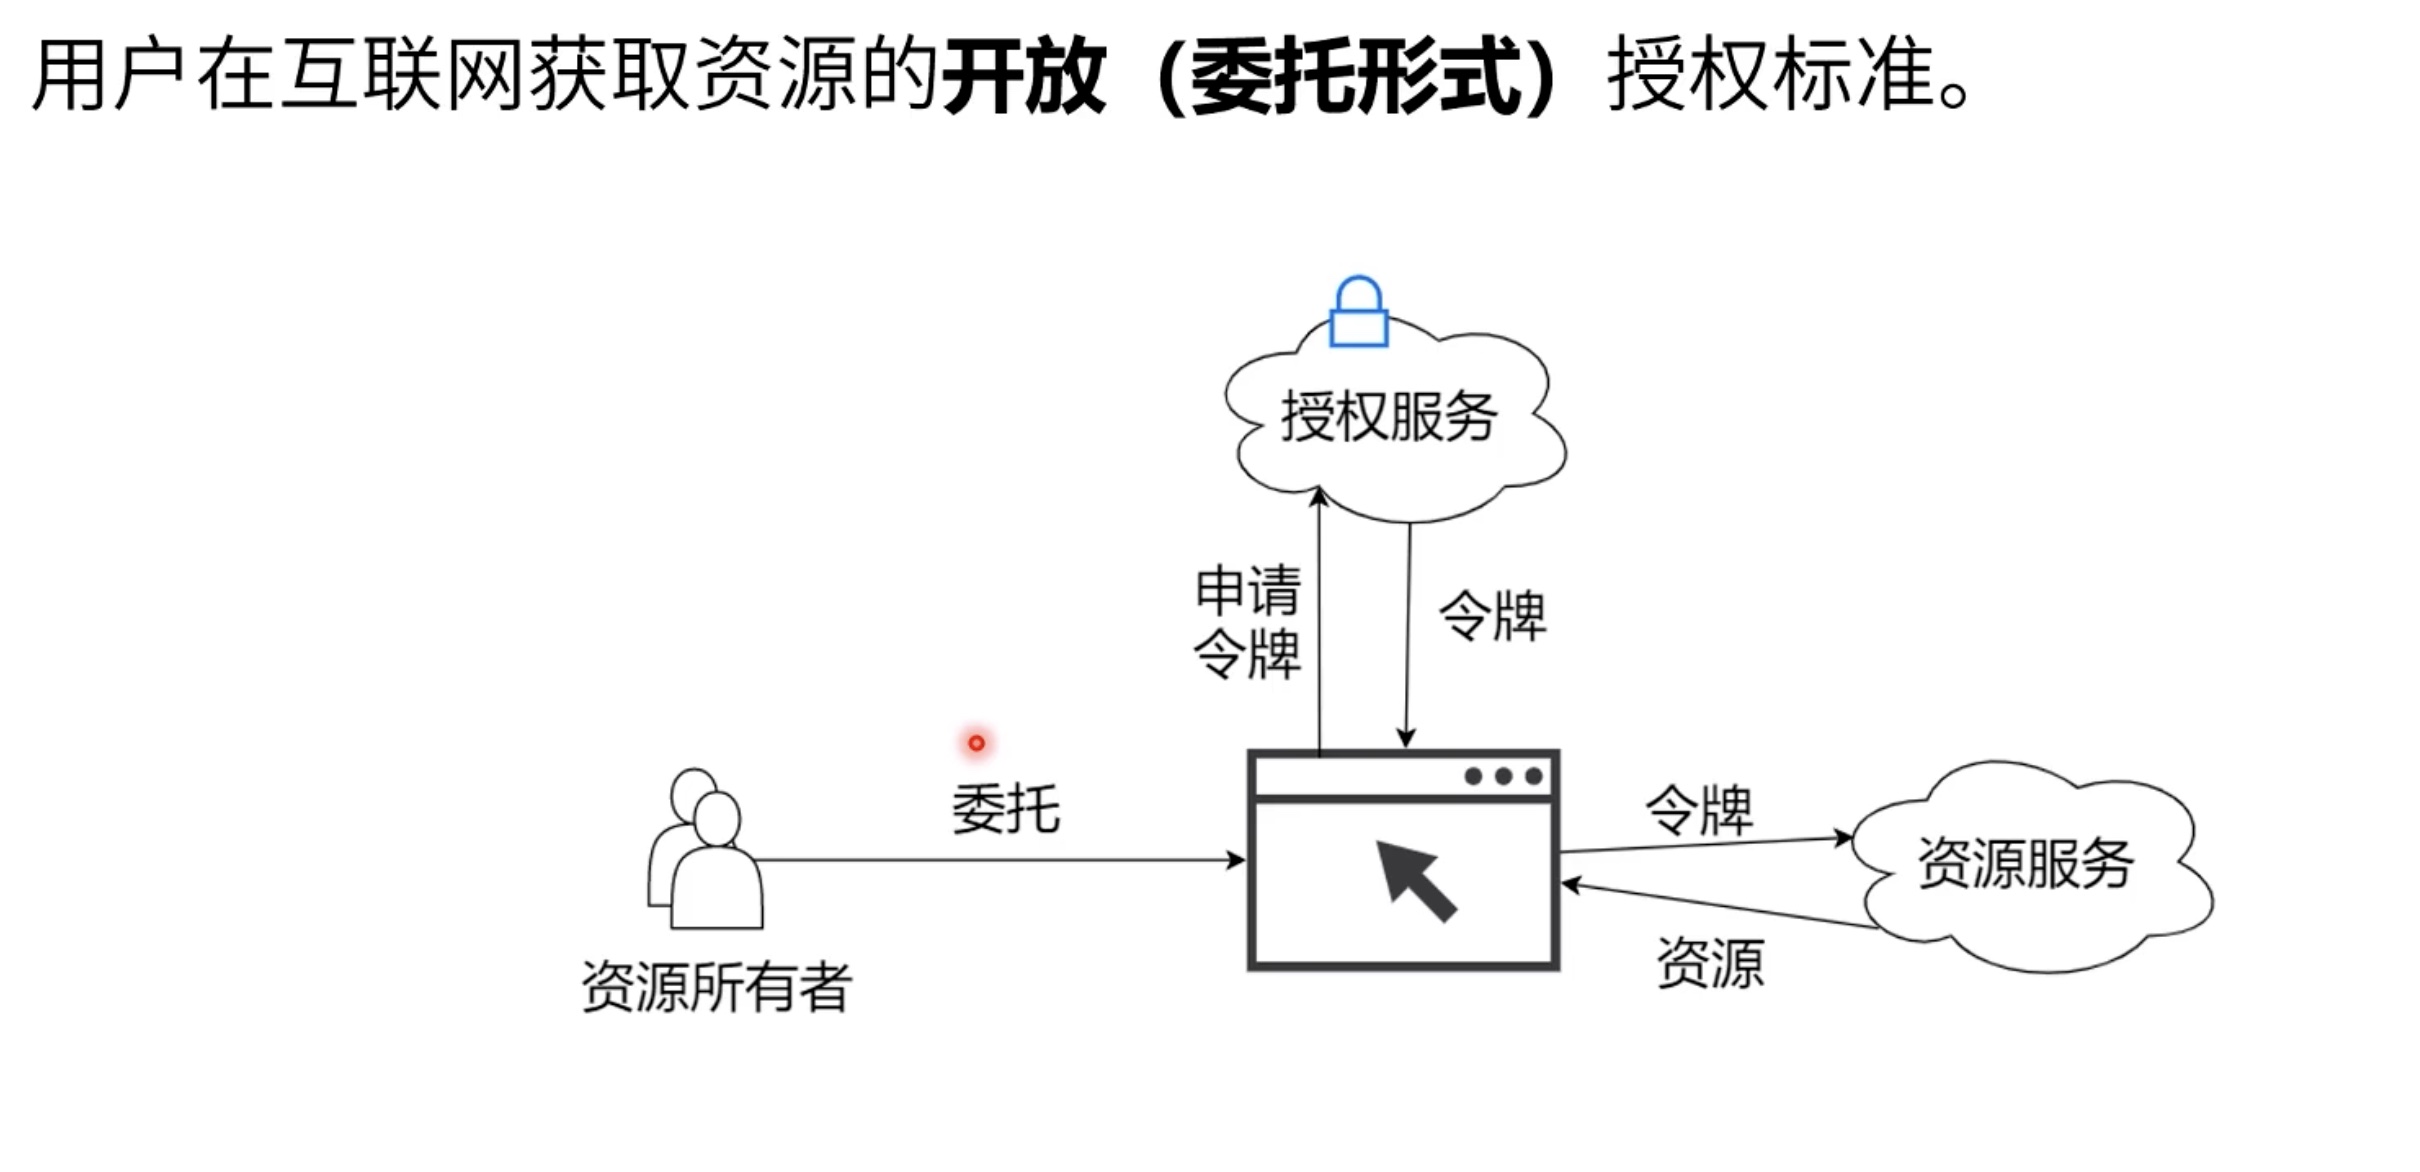 用户在互联网获取资源的开放（委托形式）授权标准。
授权服务
申请
令牌
令牌
委托
令牌
资源服务
资源
资源所有者